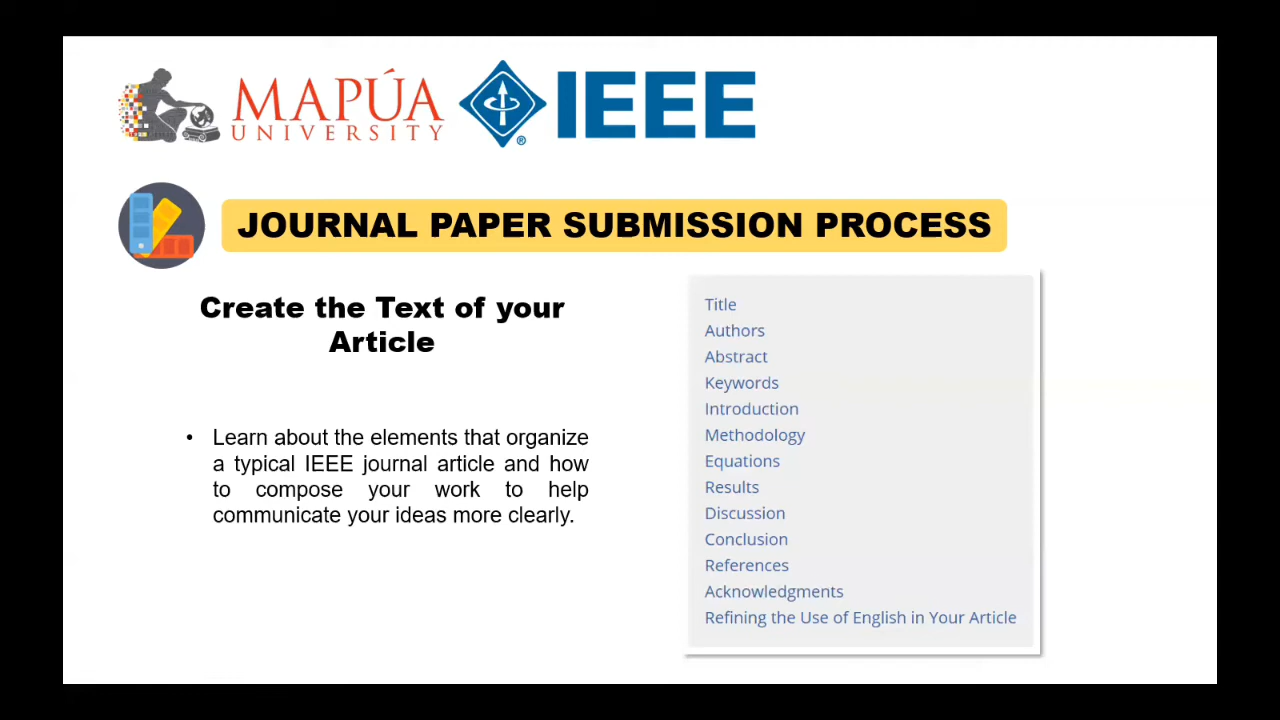 MAPÚA
UNIVERSITY
IEEE
®
JOURNAL PAPER SUBMISSION PROCESS
Create the Text of your
Article
• Learn about the elements that organize
a typical IEEE journal article and how
to compose your work to help
communicate your ideas more clearly.
Title
Authors
Abstract
Keywords
Introduction
Methodology
Equations
Results
Discussion
Conclusion
References
Acknowledgments
Refining the Use of English in Your Article